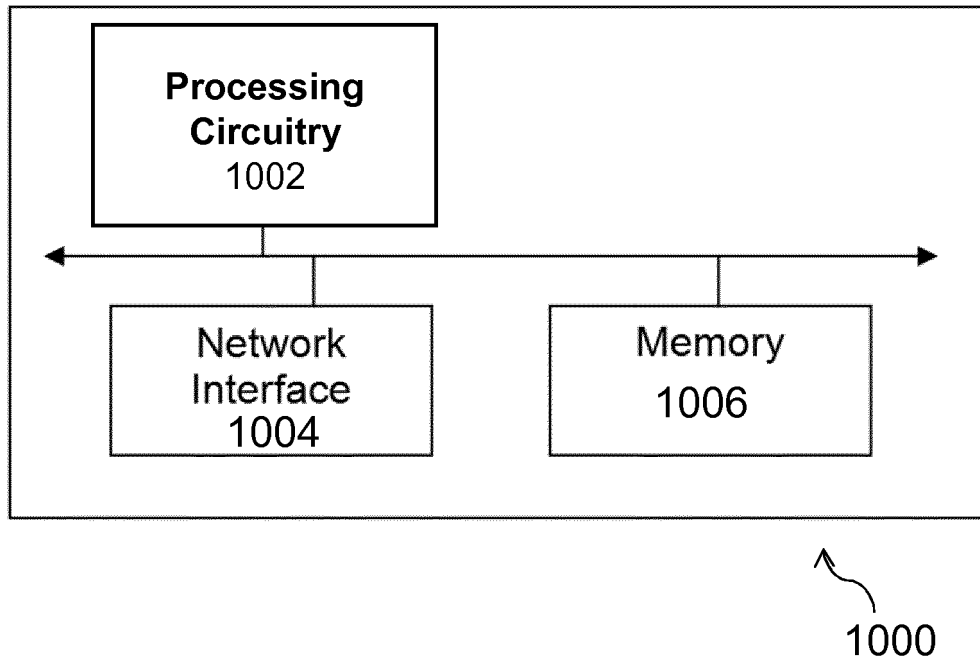 Processing
Circuitry
1002
Network
Interface
1004
Memory
1006
1000